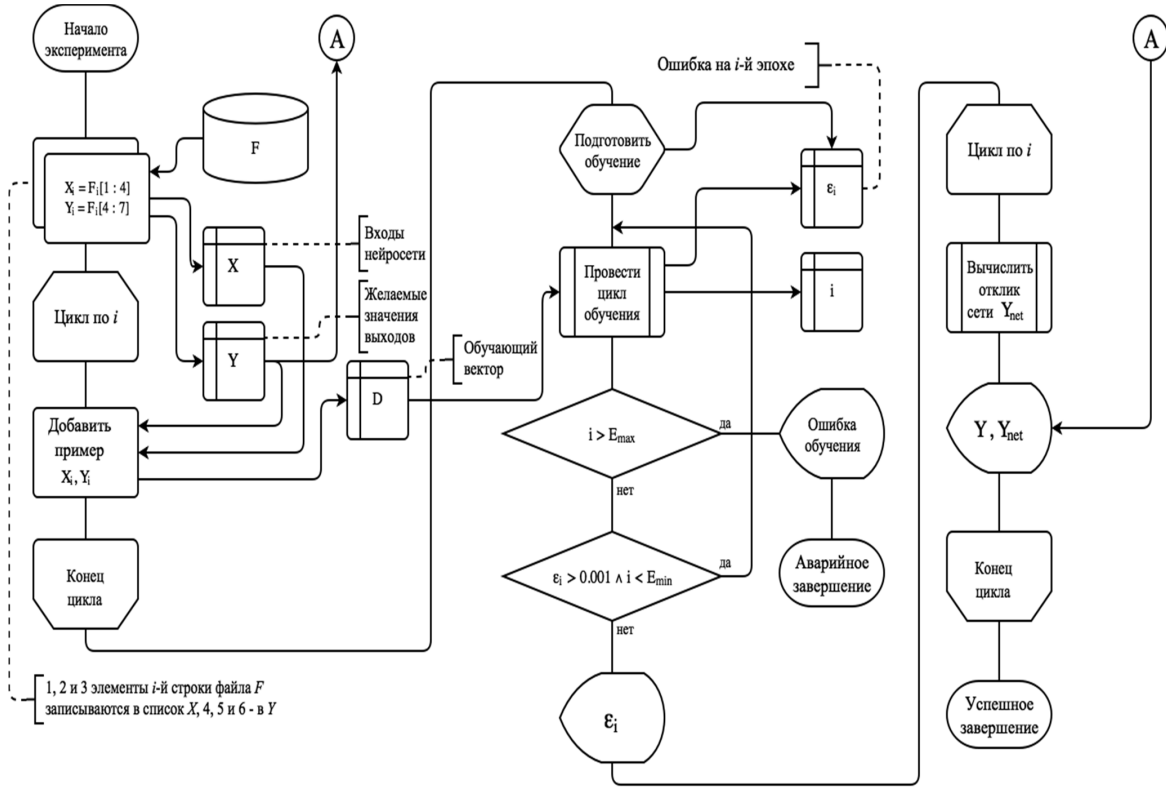 Начало
эксперимента
A
F
Xᵢ = Fᵢ[1 : 4]
Yᵢ = Fᵢ[4 : 7]
X
Входы
нейросети
Y
Желаемые
значения
выходов
Цикл по i
D
Обучающий
вектор
Добавить
пример
Xᵢ, Yᵢ
Конец
цикла
1, 2 и 3 элементы i-й строки файла F
записываются в список X, 4, 5 и 6 - в Y
Ошибка на i-й эпохе
Подготовить
обучение
εᵢ
Провести
цикл
обучения
i
i > Emax
да
нет
Ошибка
обучения
Аварийное
завершение
εᵢ > 0.001 ∧ i < Emin
да
нет
εᵢ
A
Цикл по i
Вычислить
отклик
сети Ynet
Y, Ynet
Конец
цикла
Успешное
завершение